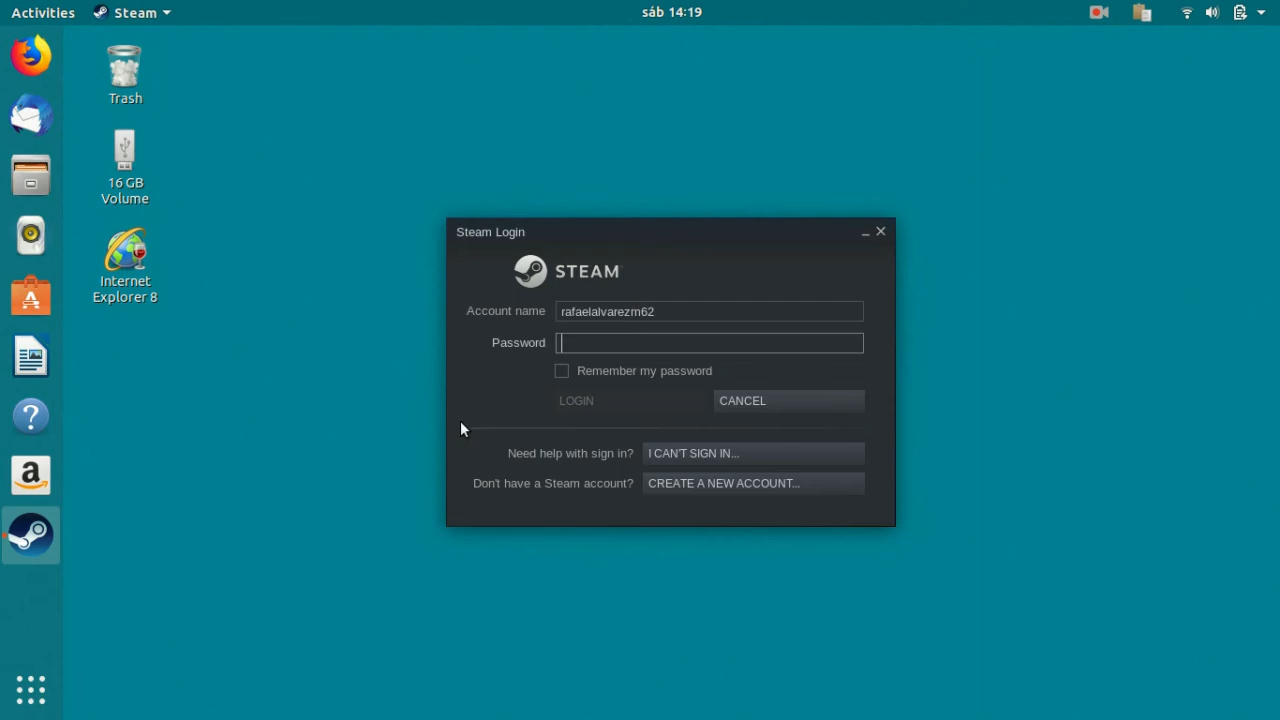 Activities Steam sáb 14:19
Trash
16 GB
Volume
Internet
Explorer 8
Steam Login
STEAM™
Account name rafaelalvarezm62
Password
Remember my password
LOGIN CANCEL
Need help with sign in? I CAN'T SIGN IN...
Don't have a Steam account? CREATE A NEW ACCOUNT...